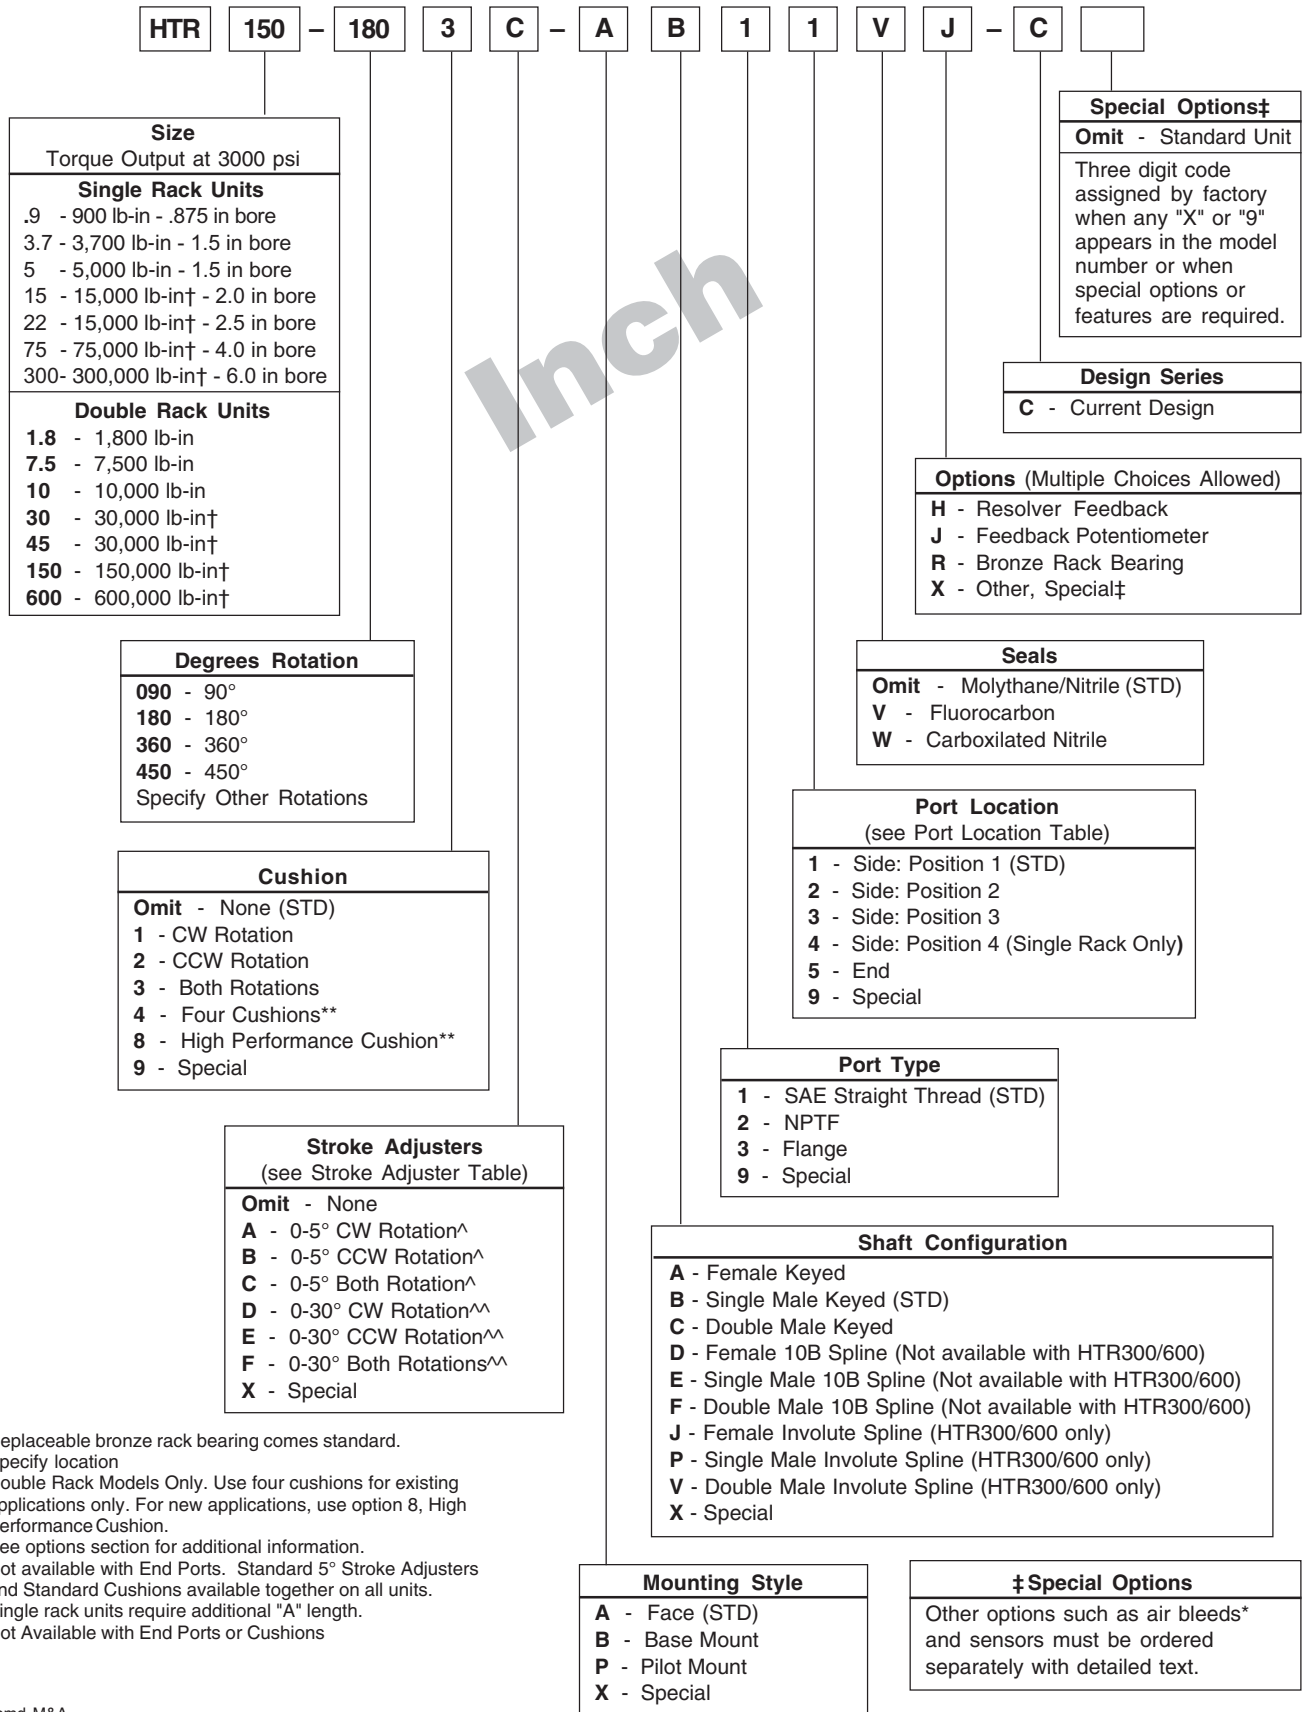 HTR 150 – 180 3 C – A B 1 1 V J – C
Size
Torque Output at 3000 psi
Single Rack Units
.9 - 900 lb-in - .875 in bore
3.7 - 3,700 lb-in - 1.5 in bore
5 - 5,000 lb-in - 1.5 in bore
15 - 15,000 lb-in† - 2.0 in bore
22 - 15,000 lb-in† - 2.5 in bore
75 - 75,000 lb-in† - 4.0 in bore
300- 300,000 lb-in† - 6.0 in bore
Double Rack Units
1.8 - 1,800 lb-in
7.5 - 7,500 lb-in
10 - 10,000 lb-in
30 - 30,000 lb-in†
45 - 30,000 lb-in†
150 - 150,000 lb-in†
600 - 600,000 lb-in†
Inch
Special Options‡
Omit - Standard Unit
Three digit code
assigned by factory
when any "X" or "9"
appears in the model
number or when
special options or
features are required.
Design Series
C - Current Design
Options (Multiple Choices Allowed)
H - Resolver Feedback
J - Feedback Potentiometer
R - Bronze Rack Bearing
X - Other, Special‡
Degrees Rotation
090 - 90°
180 - 180°
360 - 360°
450 - 450°
Specify Other Rotations
Seals
Omit - Molythane/Nitrile (STD)
V - Fluorocarbon
W - Carboxilated Nitrile
Port Location
(see Port Location Table)
1 - Side: Position 1 (STD)
2 - Side: Position 2
3 - Side: Position 3
4 - Side: Position 4 (Single Rack Only)
5 - End
9 - Special
Cushion
Omit - None (STD)
1 - CW Rotation
2 - CCW Rotation
3 - Both Rotations
4 - Four Cushions**
8 - High Performance Cushion**
9 - Special
Port Type
1 - SAE Straight Thread (STD)
2 - NPTF
3 - Flange
9 - Special
Stroke Adjusters
(see Stroke Adjuster Table)
Omit - None
A - 0-5° CW Rotation^
B - 0-5° CCW Rotation^
C - 0-5° Both Rotation^
D - 0-30° CW Rotation^^
E - 0-30° CCW Rotation^^
F - 0-30° Both Rotations^^
X - Special
Shaft Configuration
A - Female Keyed
B - Single Male Keyed (STD)
C - Double Male Keyed
D - Female 10B Spline (Not available with HTR300/600)
E - Single Male 10B Spline (Not available with HTR300/600)
F - Double Male 10B Spline (Not available with HTR300/600)
J - Female Involute Spline (HTR300/600 only)
P - Single Male Involute Spline (HTR300/600 only)
V - Double Male Involute Spline (HTR300/600 only)
X - Special
eplaceable bronze rack bearing comes standard.
pecify location
ouble Rack Models Only. Use four cushions for existing
pplications only. For new applications, use option 8, High
erformance Cushion.
ee options section for additional information.
ot available with End Ports. Standard 5° Stroke Adjusters
nd Standard Cushions available together on all units.
ingle rack units require additional "A" length.
ot Available with End Ports or Cushions
Mounting Style
A - Face (STD)
B - Base Mount
P - Pilot Mount
X - Special
‡Special Options
Other options such as air bleeds*
and sensors must be ordered
separately with detailed text.